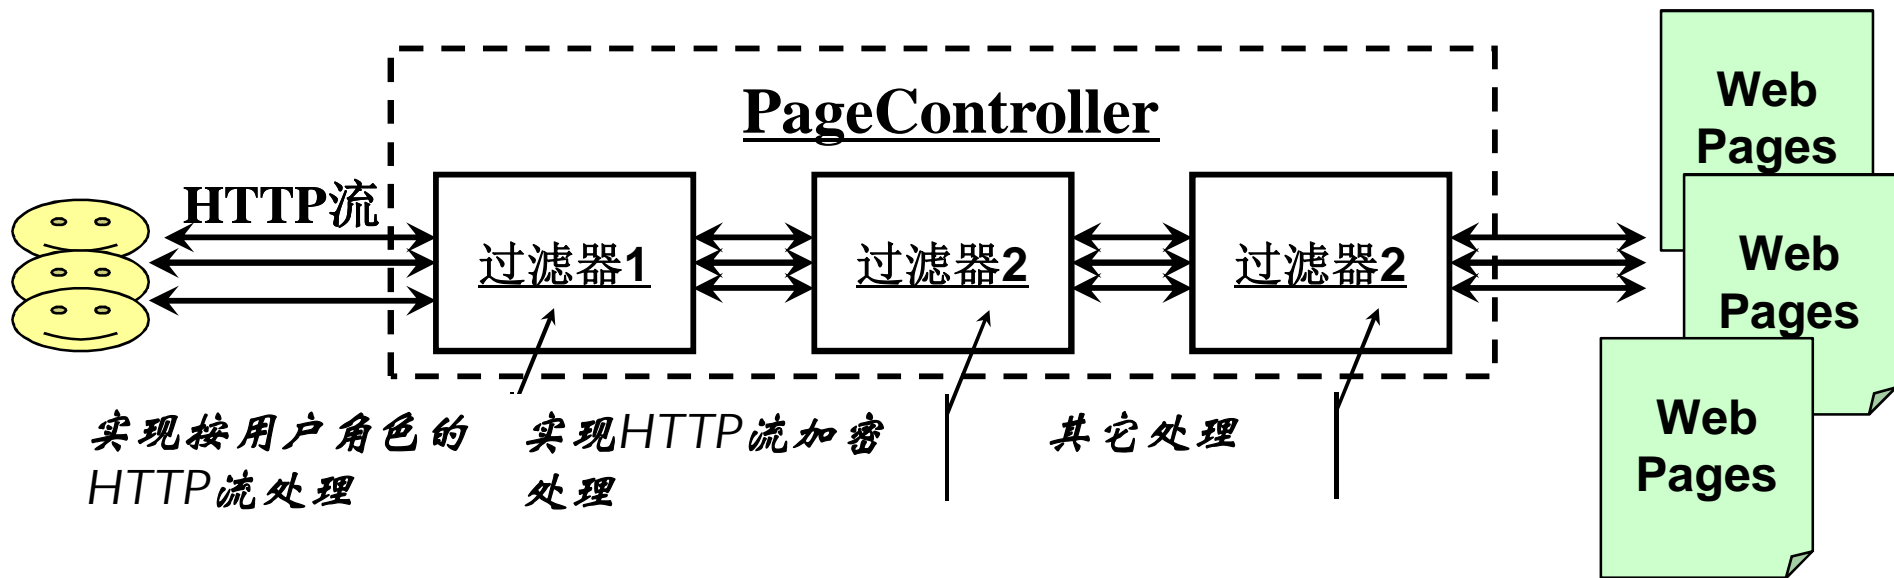 PageController
HTTP流
过滤器1
过滤器2
过滤器2
实现按用户角色的
HTTP流处理
实现HTTP流加密
处理
其它处理
Web
Pages
Web
Pages
Web
Pages